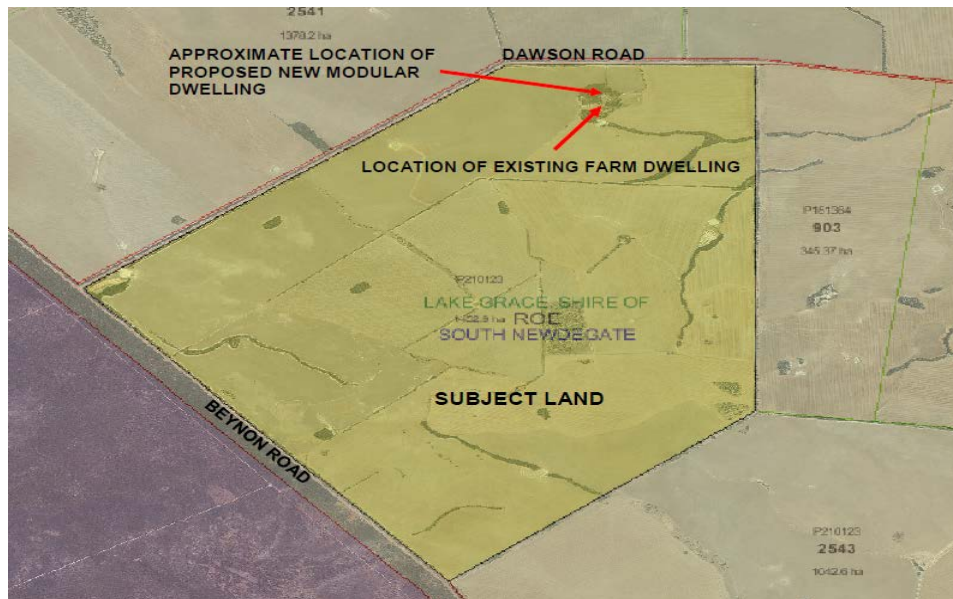 2541
1378.2 ha
APPROXIMATE LOCATION OF
PROPOSED NEW MODULAR
DWELLING
DAWSON ROAD
LOCATION OF EXISTING FARM DWELLING
P151364
903
345.37 ha
P210123
LAKE GRACE, SHIRE OF
ROE
SOUTH NEWDEGATE
SUBJECT LAND
BEYNON ROAD
P210123
2543
1042.6 ha